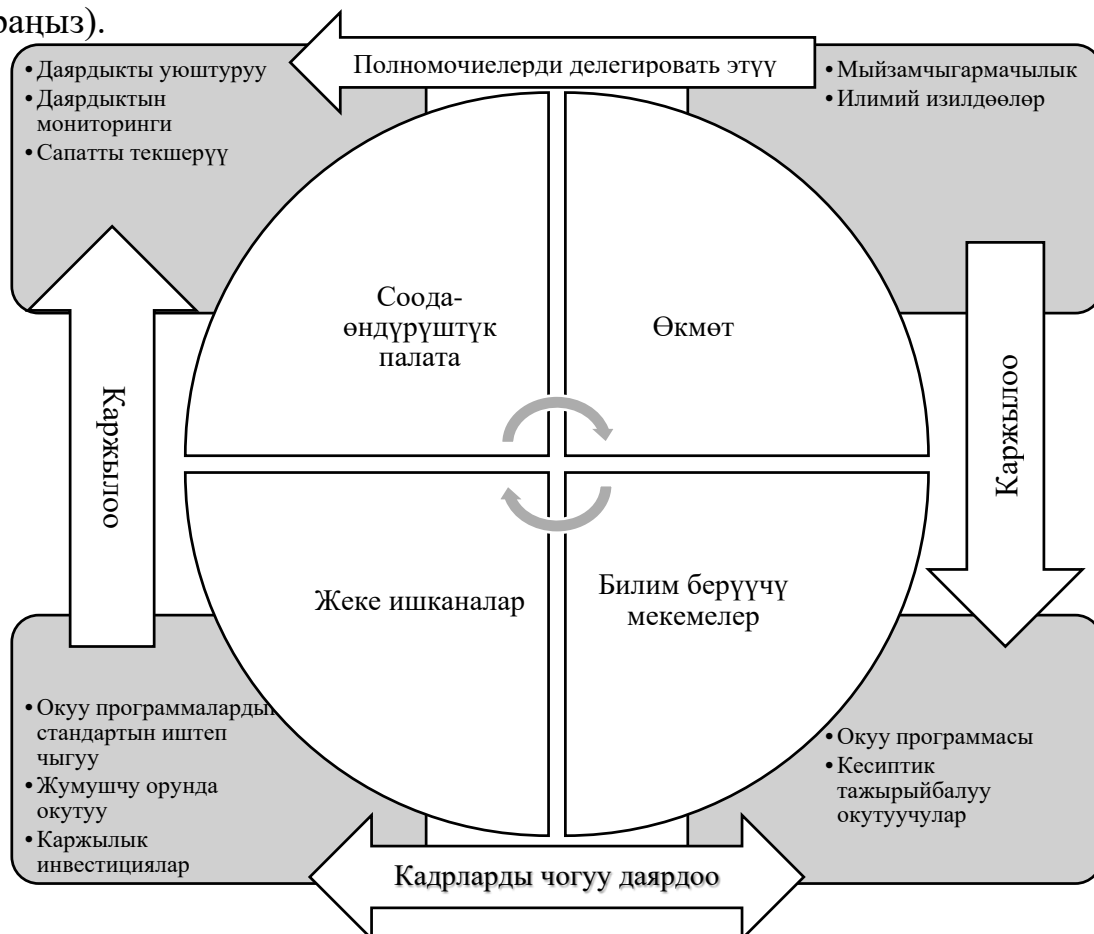 раңыз).
Полномочиелерди делегировать этүү
• Даярдыкты уюштуруу
• Даярдыктын
мониторинги
• Сапатты текшерүү
• Мыйзамчыгармачылык
• Илимий изилдөөлөр
Соода-
өндүрүштүк
палата
Өкмөт
Каржылоо
Каржылоо
Жеке ишканалар
Билим берүүчү
мекемелер
• Окуу программалардын
стандартын иштеп
чыгуу
• Жумушчу орунда
окутуу
• Каржылык
инвестициялар
• Окуу программасы
• Кесиптик
тажырыйбалуу
окутуучулар
Кадрларды чогуу даярдоо